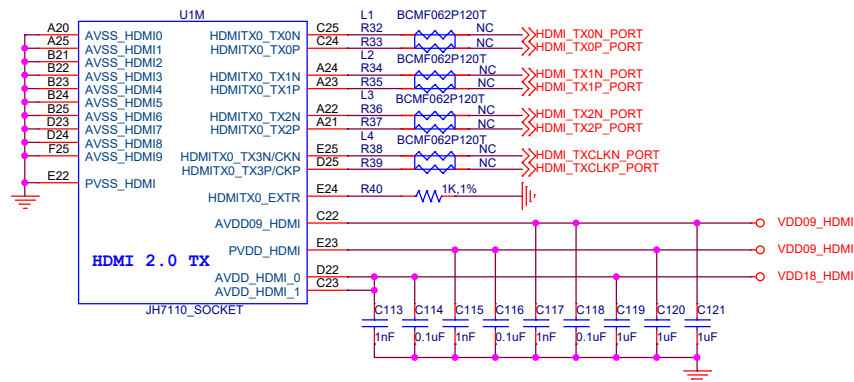 U1M
A20 AVSS_HDMI0
A25 AVSS_HDMI1
B21 AVSS_HDMI2
B22 AVSS_HDMI3
B23 AVSS_HDMI4
B24 AVSS_HDMI5
B25 AVSS_HDMI6
D23 AVSS_HDMI7
D24 AVSS_HDMI8
F25 AVSS_HDMI9
E22 PVSS_HDMI
HDMI 2.0 TX
JH7110_SOCKET
L1 BCMF062P120T
HDMITX0_TX0N C25 R32 NC HDMI_TX0N_PORT
HDMITX0_TX0P C24 R33 NC HDMI_TX0P_PORT
L2 BCMF062P120T
HDMITX0_TX1N A24 R34 NC HDMI_TX1N_PORT
HDMITX0_TX1P A23 R35 NC HDMI_TX1P_PORT
L3 BCMF062P120T
HDMITX0_TX2N A22 R36 NC HDMI_TX2N_PORT
HDMITX0_TX2P A21 R37 NC HDMI_TX2P_PORT
L4 BCMF062P120T
HDMITX0_TX3N/CKN E25 R38 NC HDMI_TXCLKN_PORT
HDMITX0_TX3P/CKP D25 R39 NC HDMI_TXCLKP_PORT
HDMITX0_EXTR E24 R40 1K,1%
AVDD09_HDMI C22 VDD09_HDMI
PVDD_HDMI E23 VDD09_HDMI
AVDD_HDMI_0 D22 VDD18_HDMI
AVDD_HDMI_1 C23
C113 C114 C115 C116 C117 C118 C119 C120 C121
1nF 0.1uF 1nF 0.1uF 1nF 0.1uF 1uF 1uF 1uF